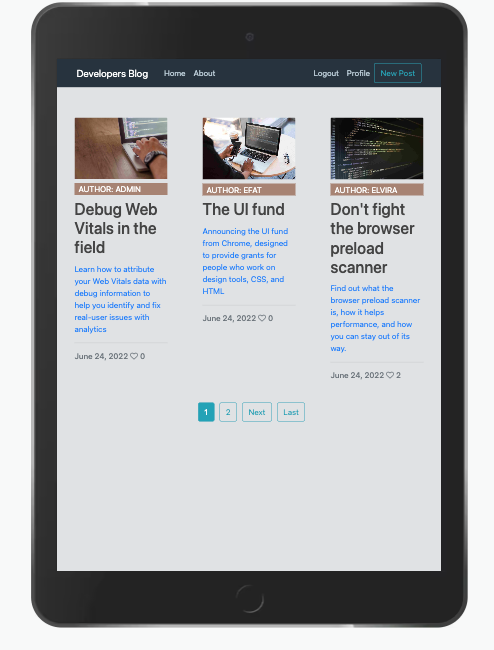 Developers Blog Home About Logout Profile New Post
AUTHOR: ADMIN
Debug Web
Vitals in the
field
Learn how to attribute
your Web Vitals data with
debug information to
help you identify and fix
real-user issues with
analytics
June 24, 2022 ♡ 0
AUTHOR: EFAT
The UI fund
Announcing the UI fund
from Chrome, designed
to provide grants for
people who work on
design tools, CSS, and
HTML
June 24, 2022 ♡ 0
AUTHOR: ELVIRA
Don't fight
the browser
preload
scanner
Find out what the
browser preload scanner
is, how it helps
performance, and how
you can stay out of its
way.
June 24, 2022 ♡ 2
1 2 Next Last